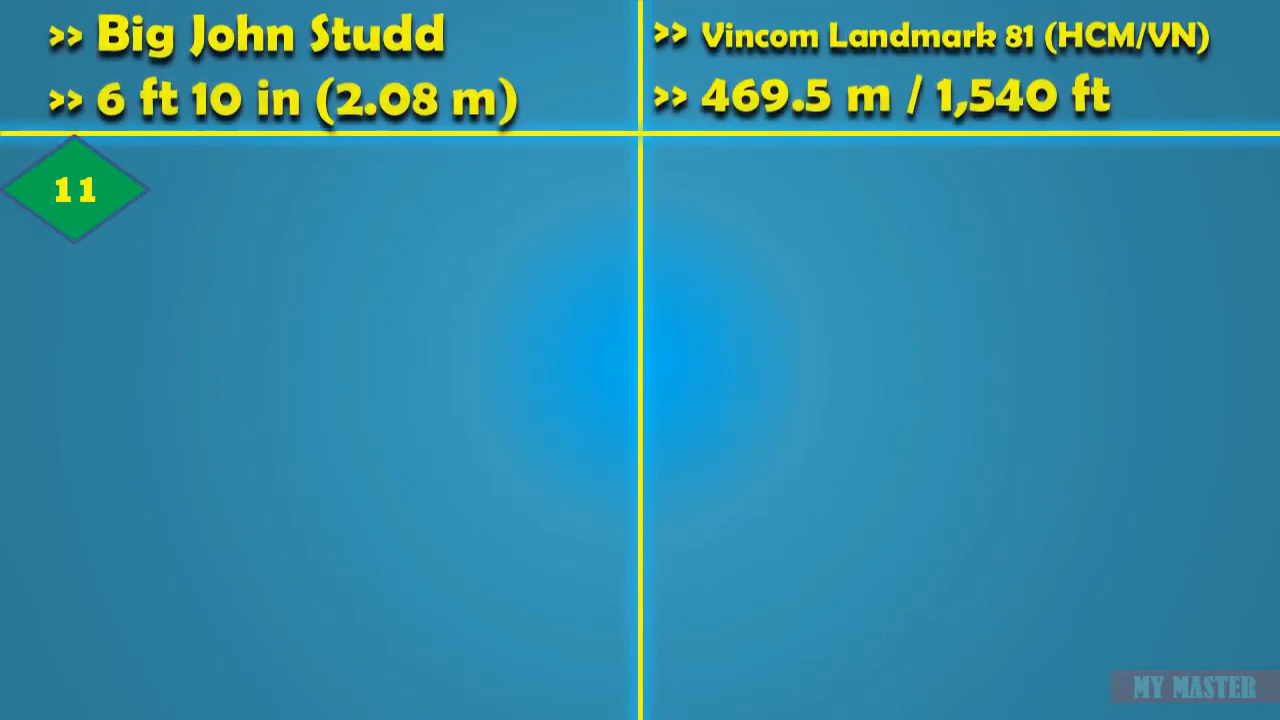 >> Big John Studd
>> 6 ft 10 in (2.08 m)
>> Vincom Landmark 81 (HCM/VN)
>> 469.5 m / 1,540 ft
11
MY MASTER